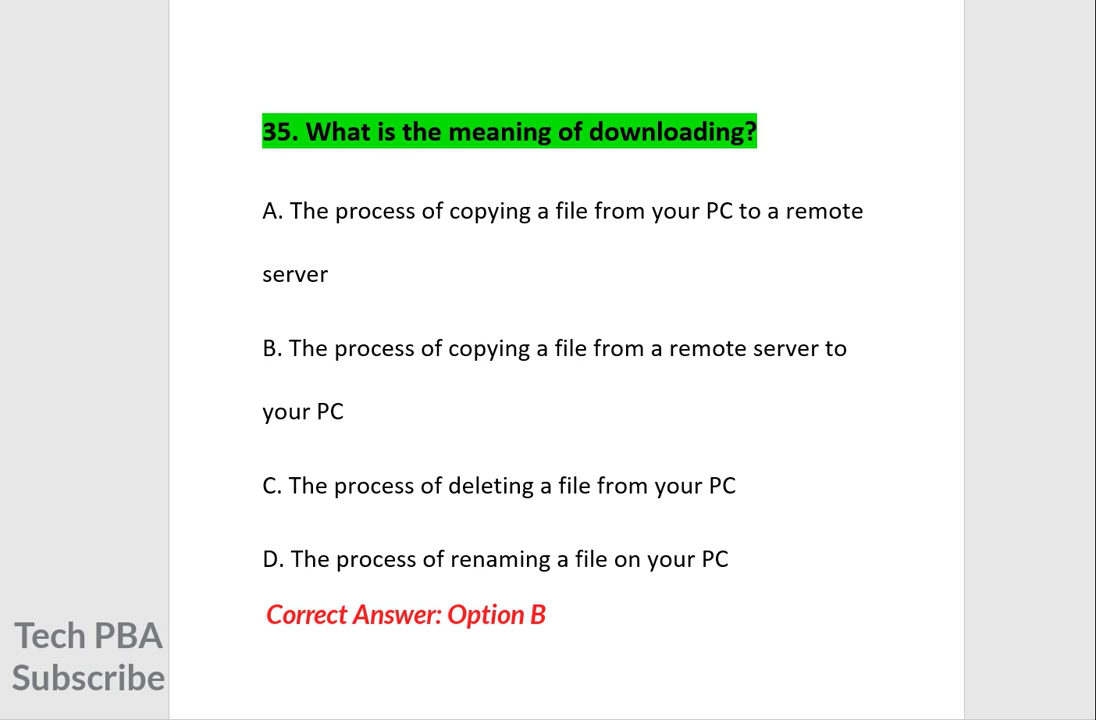 35. What is the meaning of downloading?
A. The process of copying a file from your PC to a remote
server
B. The process of copying a file from a remote server to
your PC
C. The process of deleting a file from your PC
D. The process of renaming a file on your PC
Correct Answer: Option B
Tech PBA
Subscribe